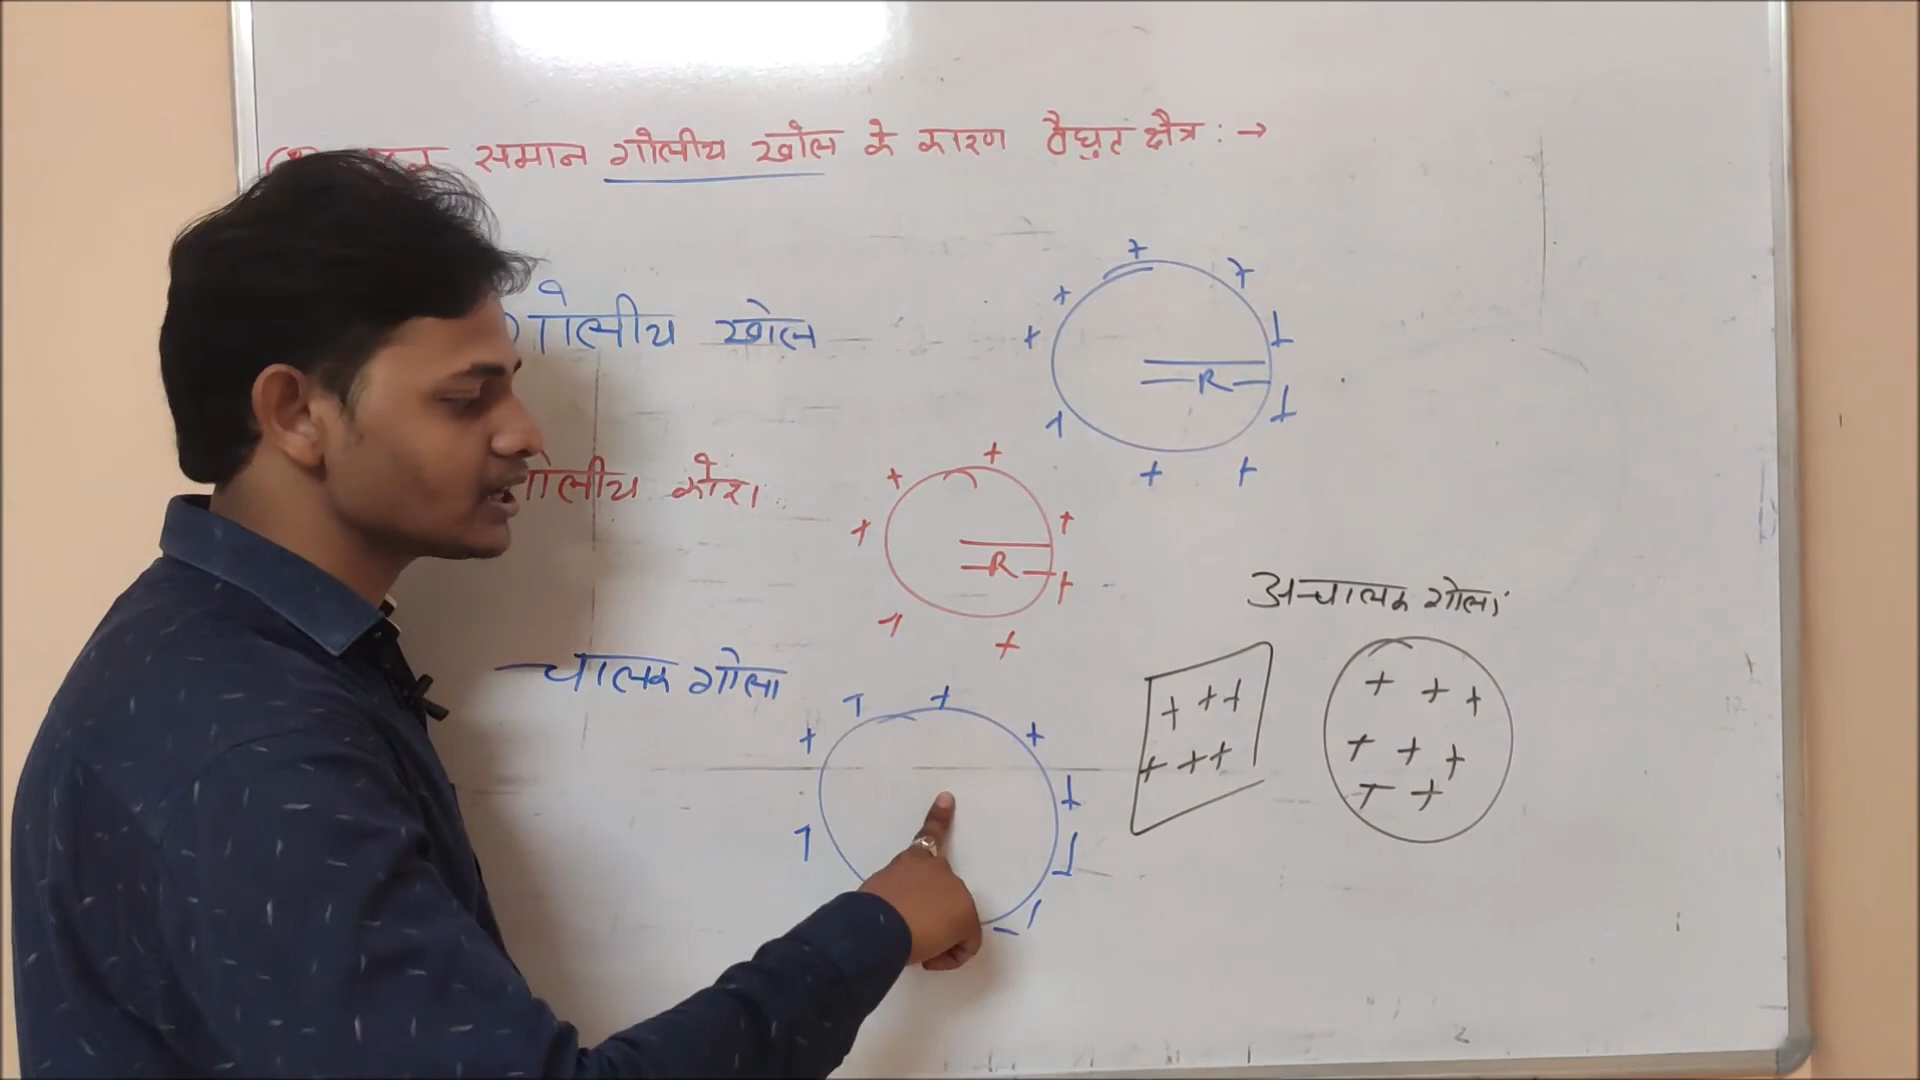 समान गोलीय खोल के कारण वैघुत क्षैत्र : →
गोलीय खोल
R
गोलीय कोश
R
अचालक गोला
चालक गोला